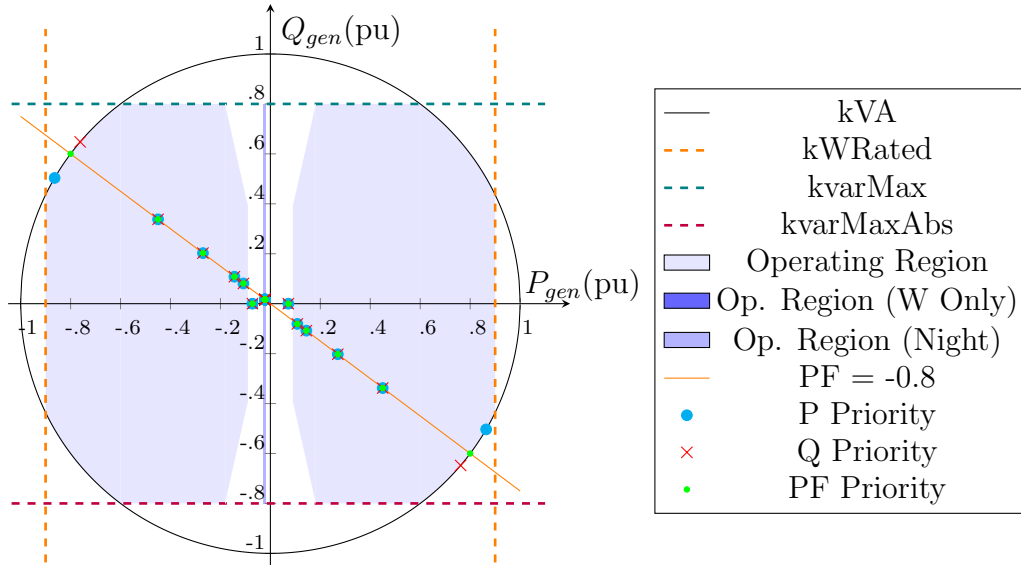 Q_gen(pu)
1
.8
.6
.4
.2
P_gen(pu)
-1 -.8 -.6 -.4 -.2 .2 .4 .6 .8 1
-.2
-.4
-.6
-.8
-1
kVA
kWRated
kvarMax
kvarMaxAbs
Operating Region
Op. Region (W Only)
Op. Region (Night)
PF = -0.8
P Priority
Q Priority
PF Priority